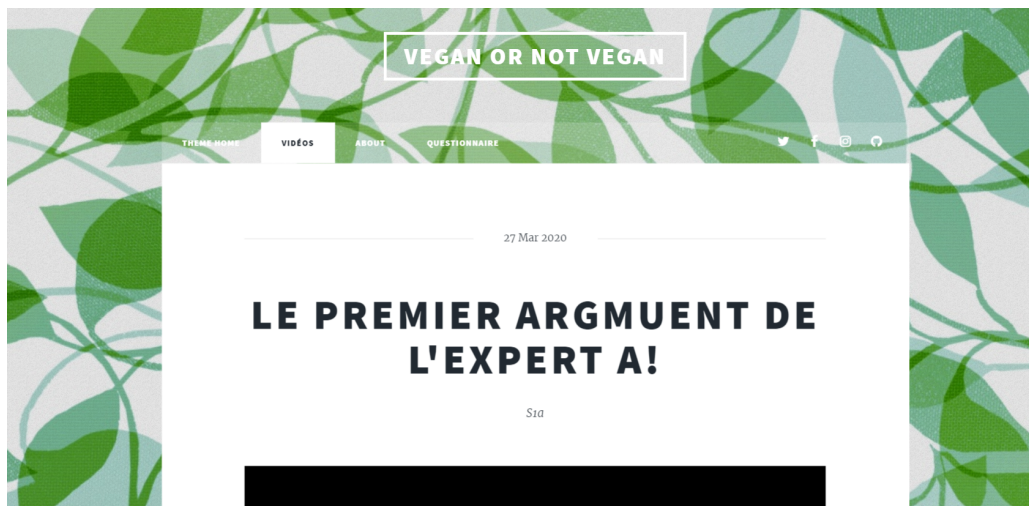 VEGAN OR NOT VEGAN
THEME HOME VIDÉOS ABOUT QUESTIONNAIRE
27 Mar 2020
LE PREMIER ARGMUENT DE
L'EXPERT A!
S1a